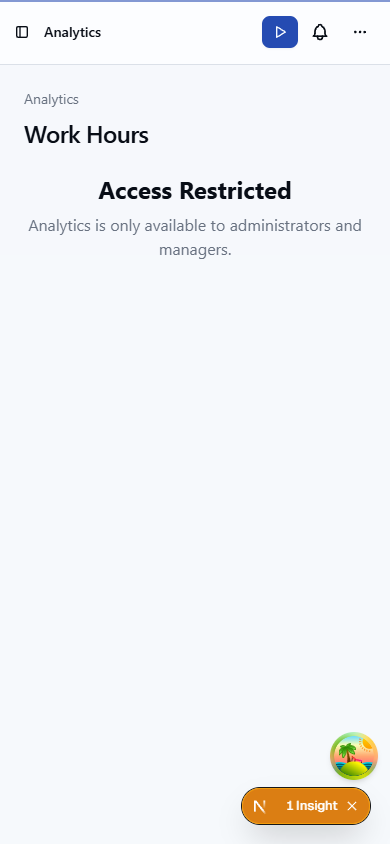 Analytics
Analytics
Work Hours
Access Restricted
Analytics is only available to administrators and
managers.
1 Insight